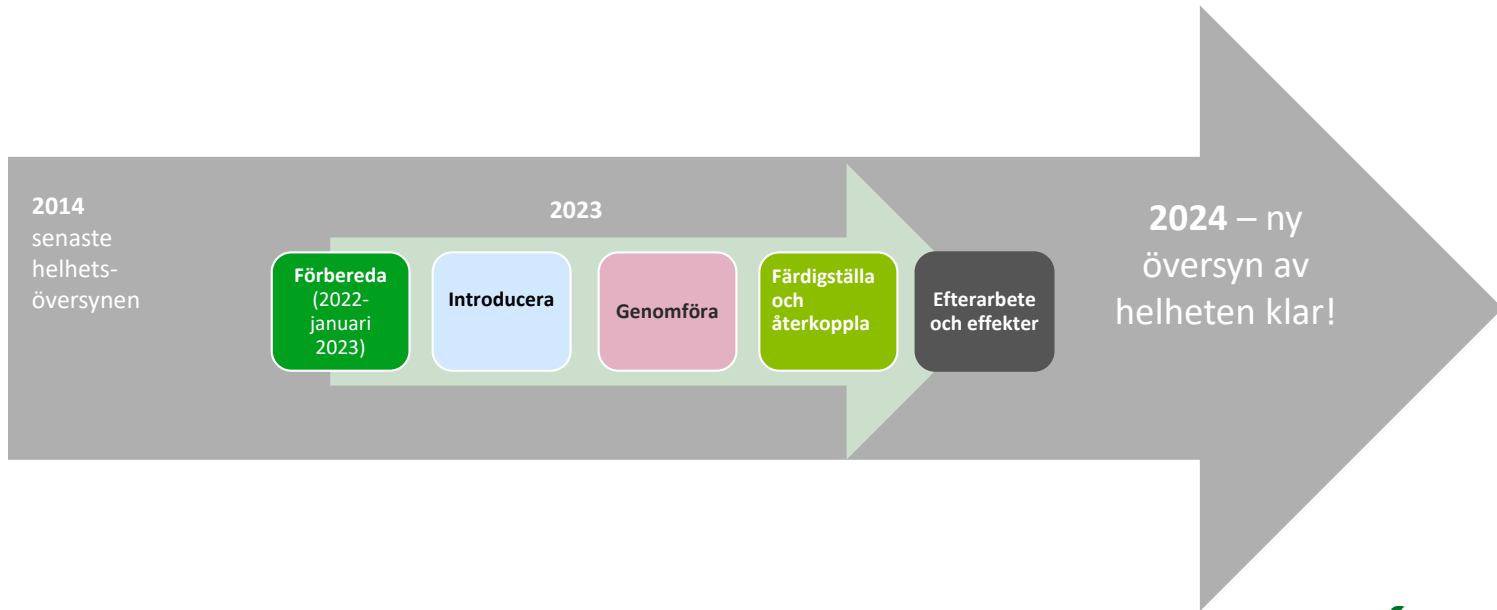 2014
senaste
helhets-
översynen
2023
Förbereda
(2022-
januari
2023)
Introducera
Genomföra
Färdigställa
och
återkoppla
Efterarbete
och effekter
2024 – ny
översyn av
helheten klar!